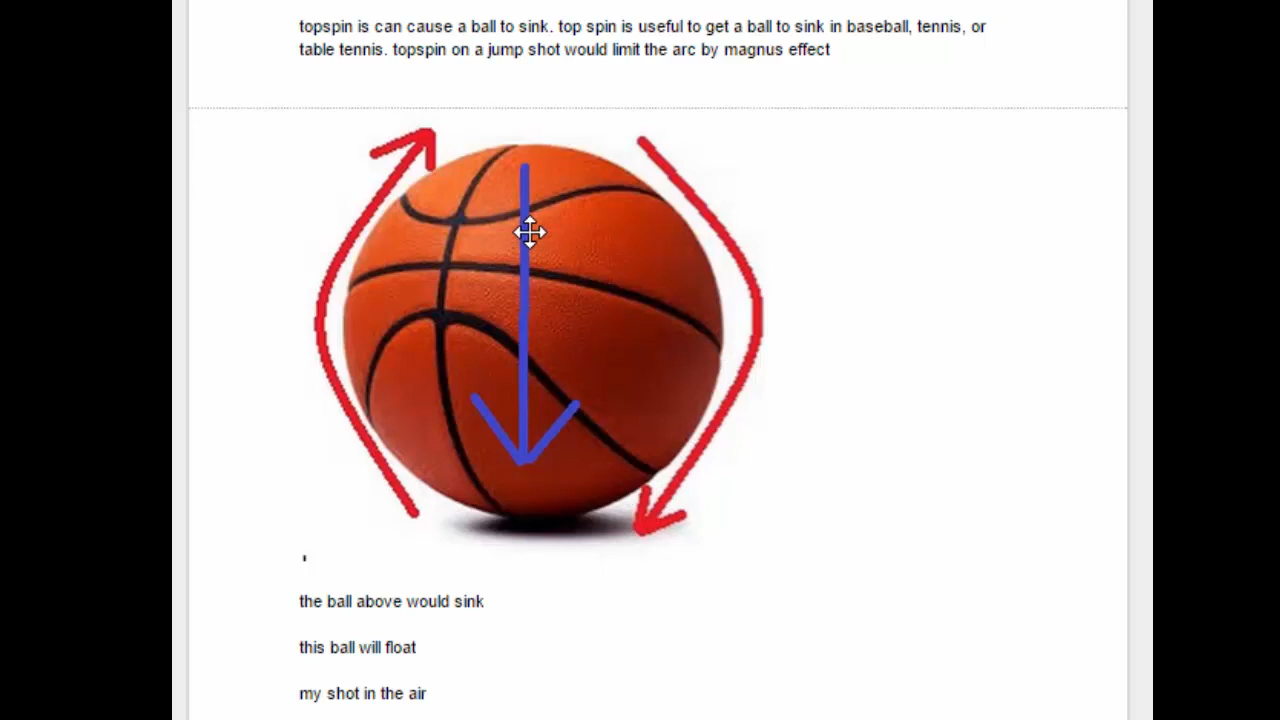 topspin is can cause a ball to sink. top spin is useful to get a ball to sink in baseball, tennis, or
table tennis. topspin on a jump shot would limit the arc by magnus effect
the ball above would sink
this ball will float
my shot in the air